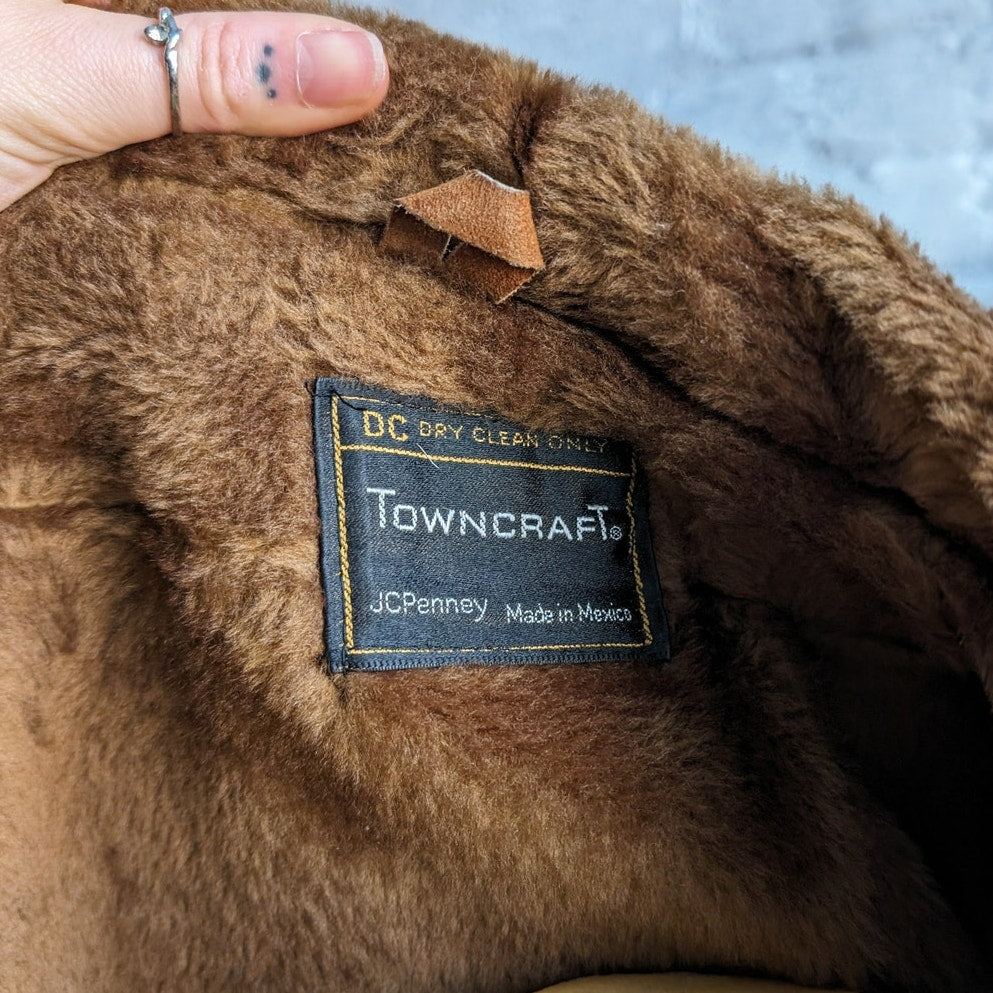 DC DRY CLEAN ONLY
TOWNCRAFT®
JCPenney Made in Mexico